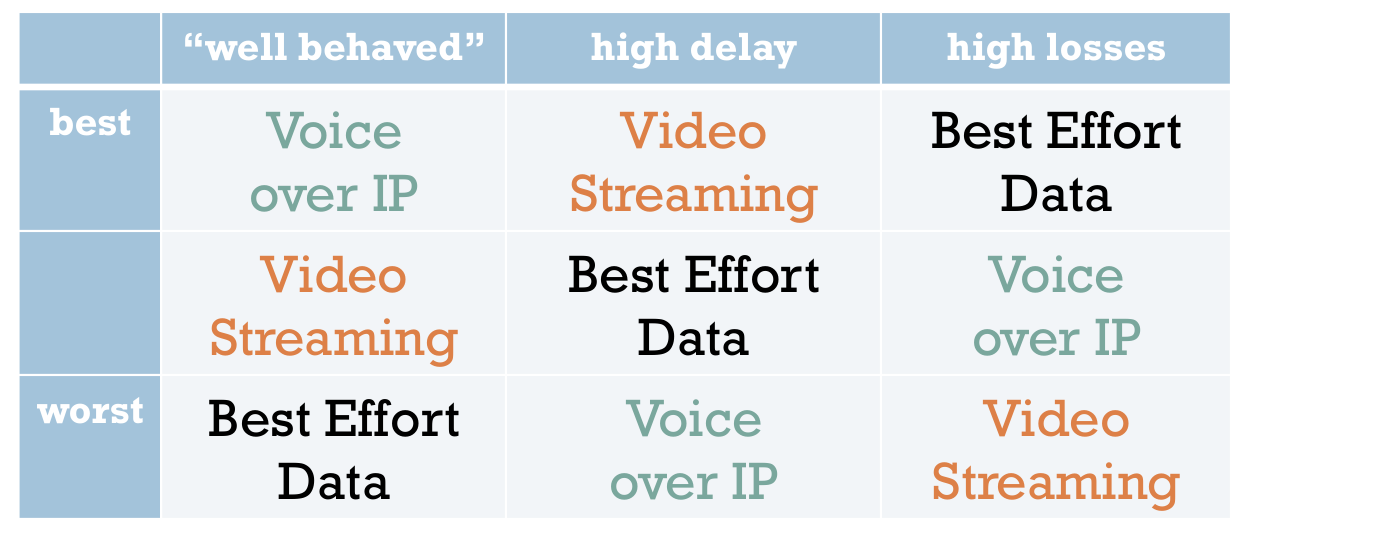 “well behaved” high delay high losses
best Voice over IP Video Streaming Best Effort Data
Video Streaming Best Effort Data Voice over IP
worst Best Effort Data Voice over IP Video Streaming